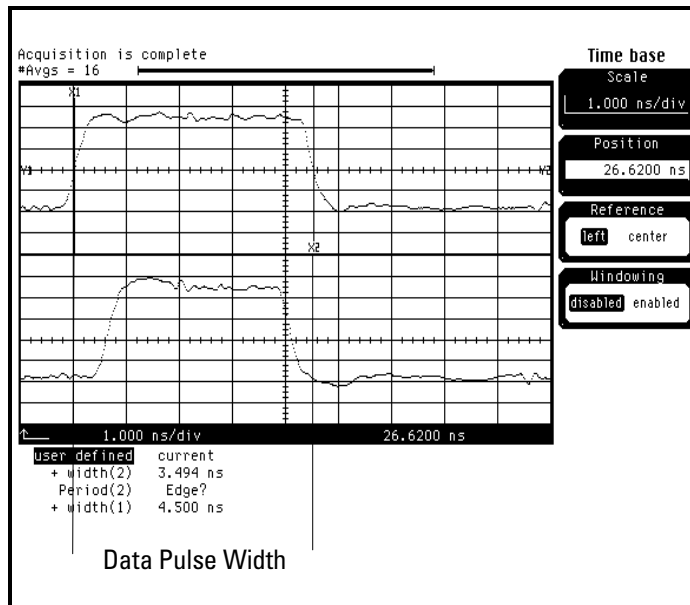 Acquisition is complete
#Avgs = 16
X1
Y1
Y2
X2
1.000 ns/div 26.6200 ns
user defined current
+ width(2) 3.494 ns
Period(2) Edge?
+ width(1) 4.500 ns
Data Pulse Width
Time base
Scale
1.000 ns/div
Position
26.6200 ns
Reference
left center
Windowing
disabled enabled